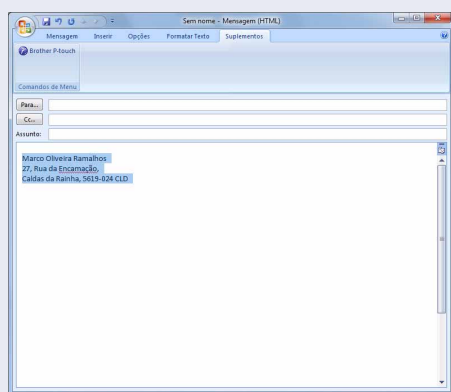 Sem nome - Mensagem (HTML)
Mensagem Inserir Opções Formatar Texto Suplementos
Brother P-touch
Comandos de Menu
Para...
Cc...
Assunto:
Marco Oliveira Ramalhos
27, Rua da Encarnação,
Caldas da Rainha, 5619-024 CLD